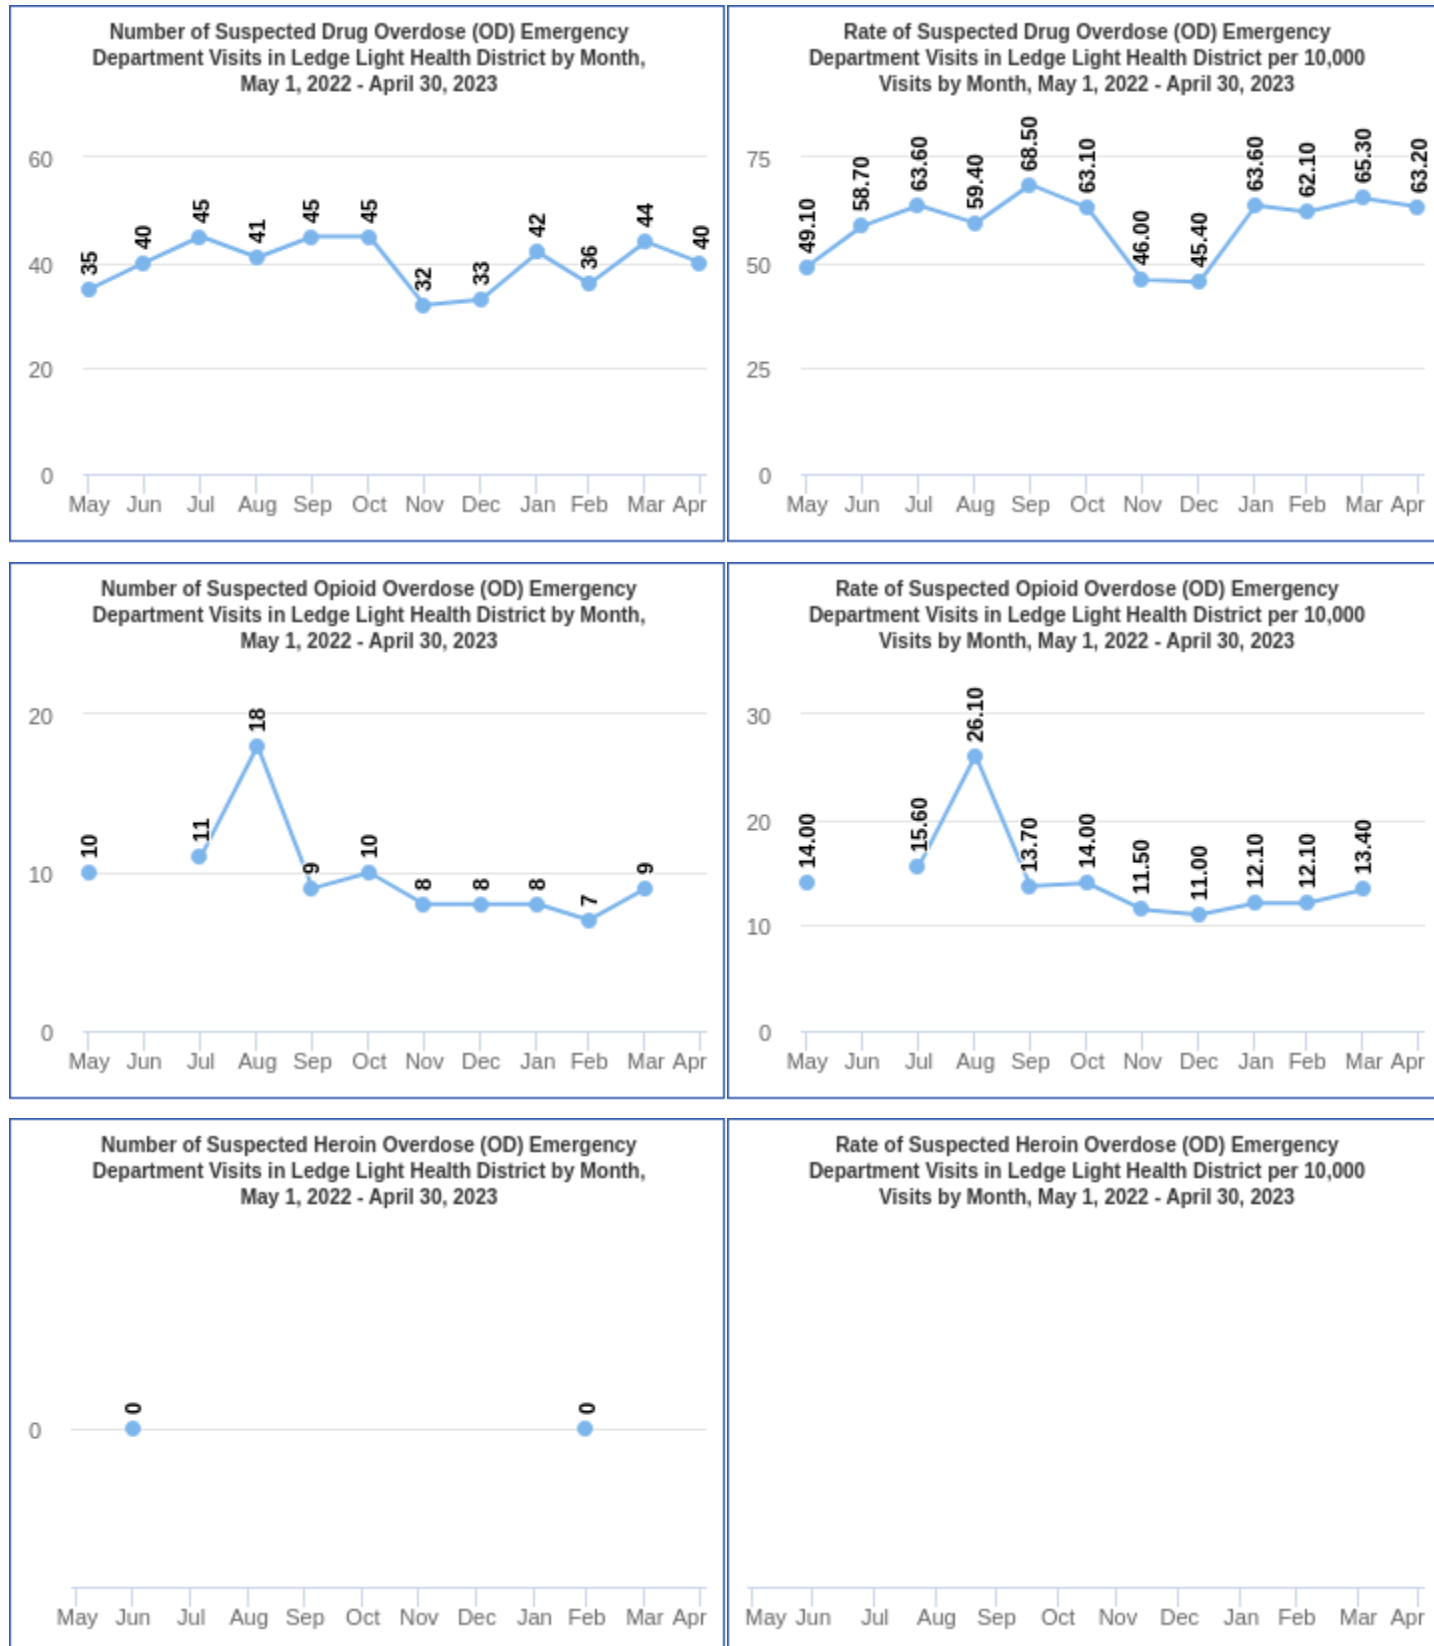 Number of Suspected Drug Overdose (OD) Emergency
Department Visits in Ledge Light Health District by Month,
May 1, 2022 - April 30, 2023
60
40
20
0
35
40
45
41
45
45
32
33
42
36
44
40
May Jun Jul Aug Sep Oct Nov Dec Jan Feb Mar Apr
Rate of Suspected Drug Overdose (OD) Emergency
Department Visits in Ledge Light Health District per 10,000
Visits by Month, May 1, 2022 - April 30, 2023
75
50
25
0
49.10
58.70
63.60
59.40
68.50
63.10
46.00
45.40
63.60
62.10
65.30
63.20
May Jun Jul Aug Sep Oct Nov Dec Jan Feb Mar Apr
Number of Suspected Opioid Overdose (OD) Emergency
Department Visits in Ledge Light Health District by Month,
May 1, 2022 - April 30, 2023
20
10
0
10
11
18
9
10
8
8
8
7
9
May Jun Jul Aug Sep Oct Nov Dec Jan Feb Mar Apr
Rate of Suspected Opioid Overdose (OD) Emergency
Department Visits in Ledge Light Health District per 10,000
Visits by Month, May 1, 2022 - April 30, 2023
30
20
10
0
14.00
15.60
26.10
13.70
14.00
11.50
11.00
12.10
12.10
13.40
May Jun Jul Aug Sep Oct Nov Dec Jan Feb Mar Apr
Number of Suspected Heroin Overdose (OD) Emergency
Department Visits in Ledge Light Health District by Month,
May 1, 2022 - April 30, 2023
0
0
0
May Jun Jul Aug Sep Oct Nov Dec Jan Feb Mar Apr
Rate of Suspected Heroin Overdose (OD) Emergency
Department Visits in Ledge Light Health District per 10,000
Visits by Month, May 1, 2022 - April 30, 2023
May Jun Jul Aug Sep Oct Nov Dec Jan Feb Mar Apr